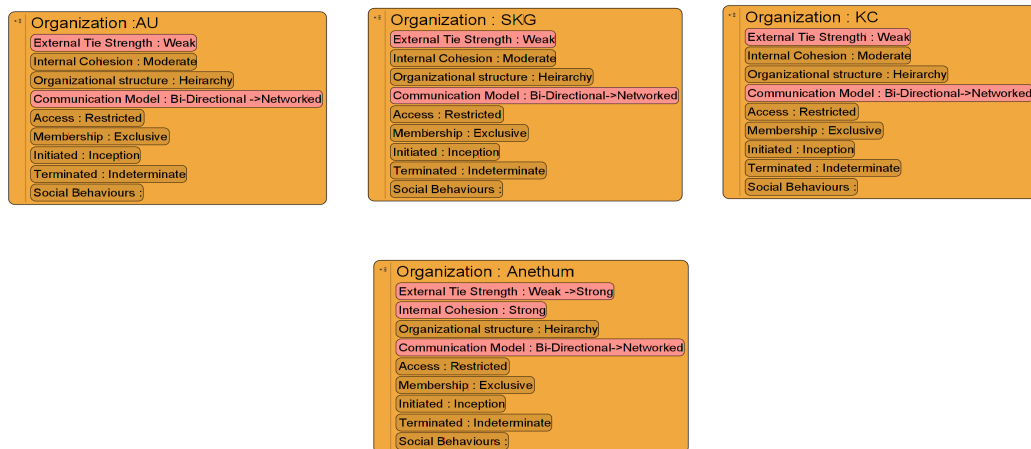 Organization :AU
External Tie Strength : Weak
Internal Cohesion : Moderate
Organizational structure : Heirarchy
Communication Model : Bi-Directional ->Networked
Access : Restricted
Membership : Exclusive
Initiated : Inception
Terminated : Indeterminate
Social Behaviours :
Organization : SKG
External Tie Strength : Weak
Internal Cohesion : Moderate
Organizational structure : Heirarchy
Communication Model : Bi-Directional->Networked
Access : Restricted
Membership : Exclusive
Initiated : Inception
Terminated : Indeterminate
Social Behaviours :
Organization : KC
External Tie Strength : Weak
Internal Cohesion : Moderate
Organizational structure : Heirarchy
Communication Model : Bi-Directional->Networked
Access : Restricted
Membership : Exclusive
Initiated : Inception
Terminated : Indeterminate
Social Behaviours :
Organization : Anethum
External Tie Strength : Weak ->Strong
Internal Cohesion : Strong
Organizational structure : Heirarchy
Communication Model : Bi-Directional->Networked
Access : Restricted
Membership : Exclusive
Initiated : Inception
Terminated : Indeterminate
Social Behaviours :